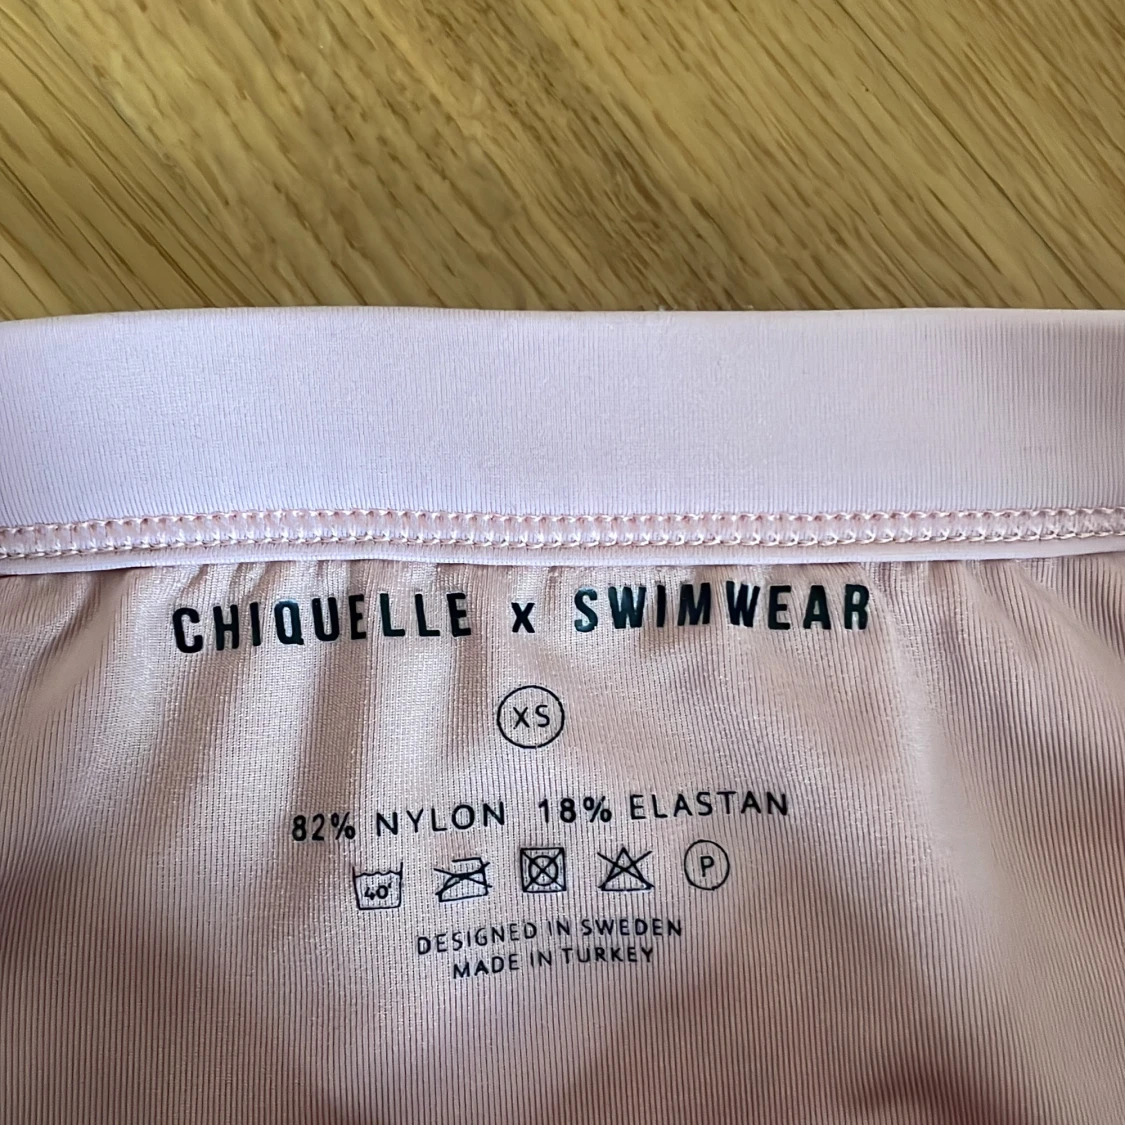 CHIQUELLE x SWIMWEAR
XS
82% NYLON 18% ELASTAN
40° P
DESIGNED IN SWEDEN
MADE IN TURKEY